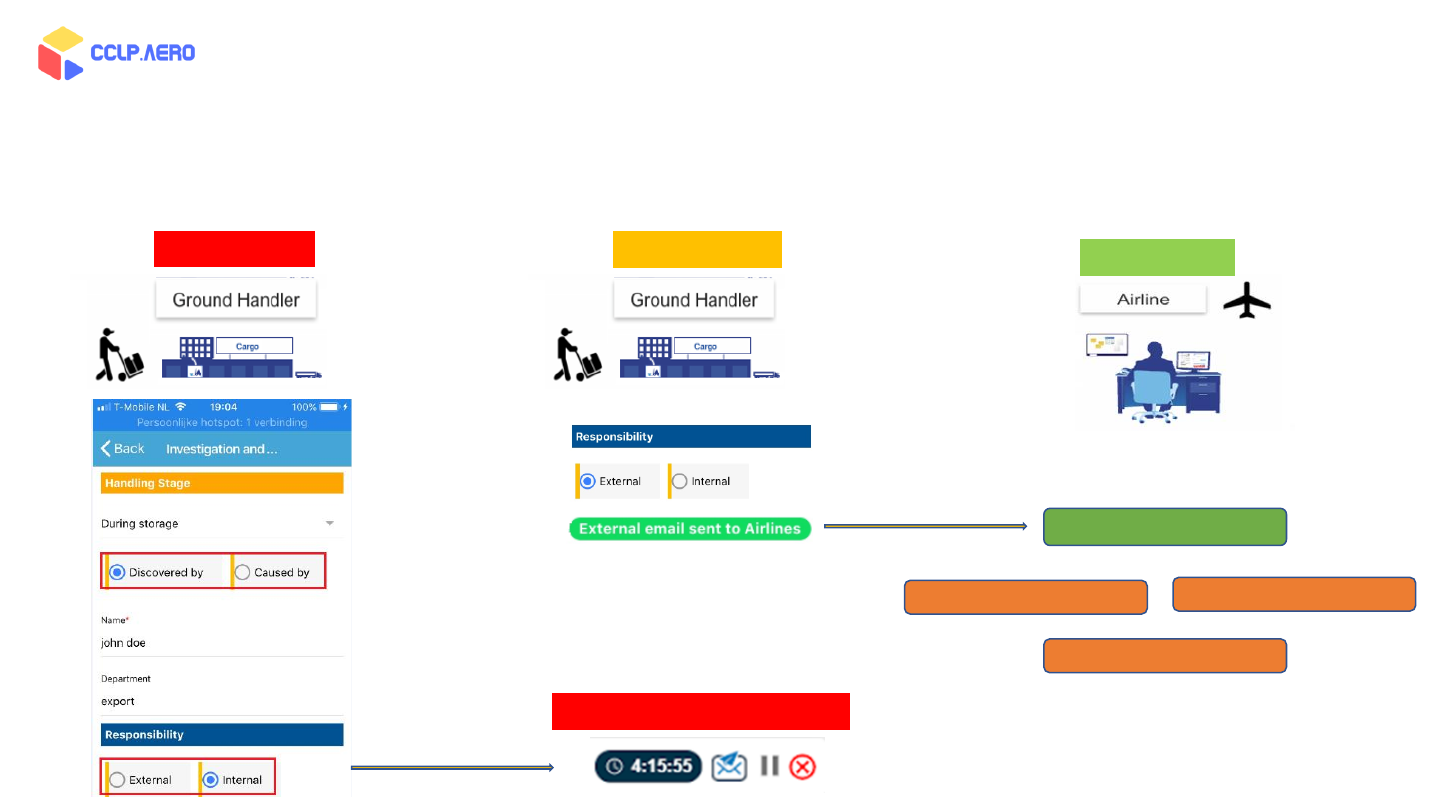 CCLP.AERO
Ground Handler
Cargo
Ground Handler
Cargo
Airline
T-Mobile NL 19:04 100%
Persoonlijke hotspot: 1 verbinding
Back Investigation and ...
Handling Stage
During storage
Discovered by Caused by
Name*
john doe
Department
export
Responsibility
External Internal
Responsibility
External Internal
External email sent to Airlines
4:15:55